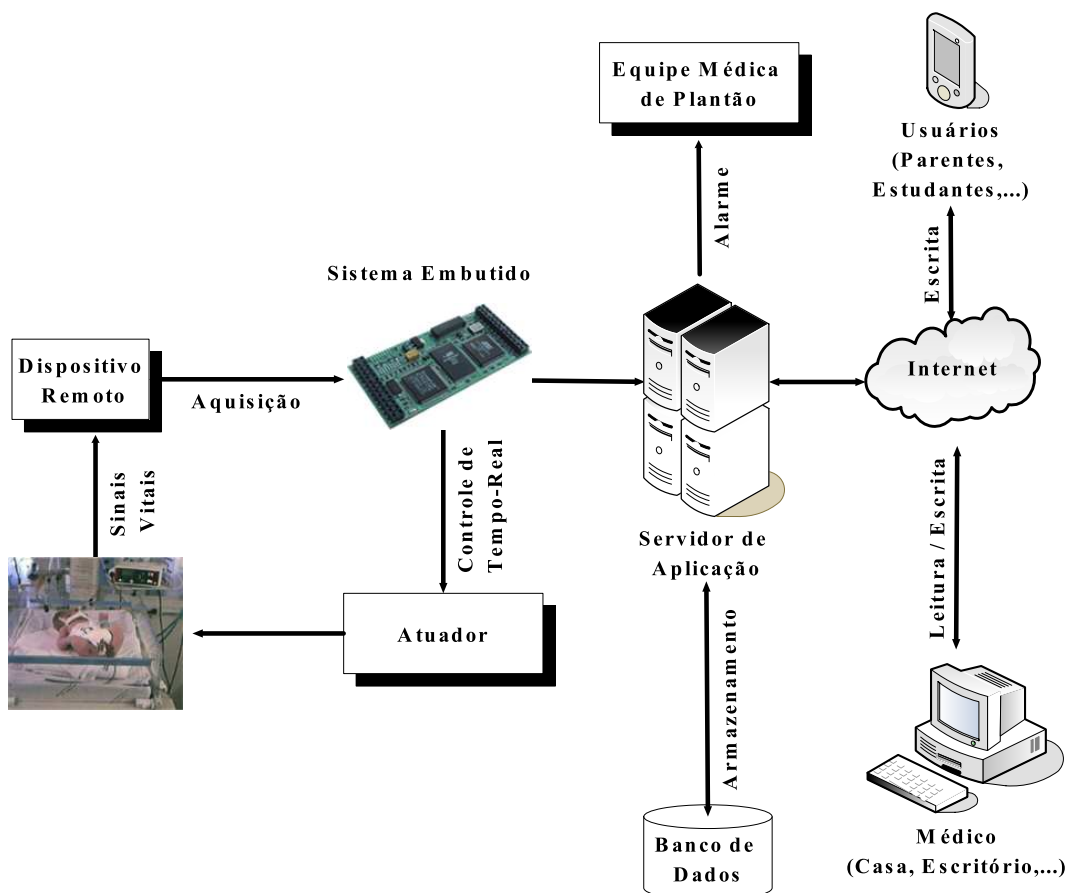 Equipe Médica
de Plantão
Usuários
(Parentes,
Estudantes,...)
Alarme
Escrita
Sistema Embutido
Dispositivo
Remoto
Aquisição
Internet
Sinais
Vitais
Controle de
Tempo-Real
Servidor de
Aplicação
Leitura / Escrita
Atuador
Armazenamento
Banco de
Dados
Médico
(Casa, Escritório,...)